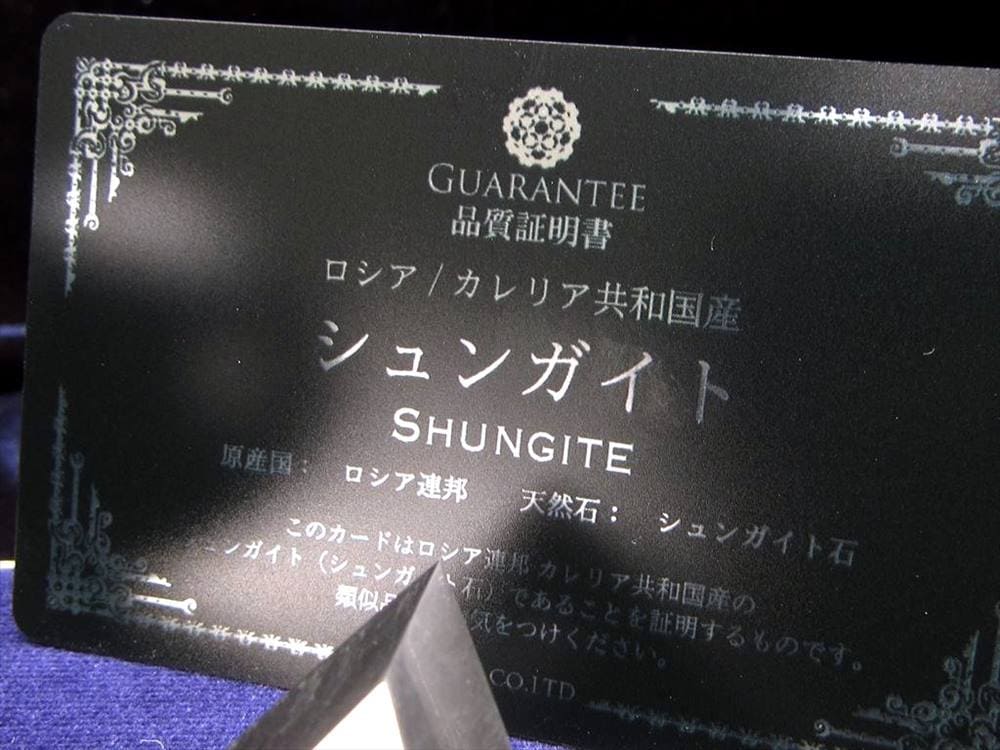 GUARANTEE
品質証明書
ロシア / カレリア共和国産
シュンガイト
SHUNGITE
原産国： ロシア連邦 天然石： シュンガイト石
このカードはロシア連邦 カレリア共和国産の
ンガイト（シュンガ ト石）であることを証明するものです。
類似品 気をつけください。
CO.lTD